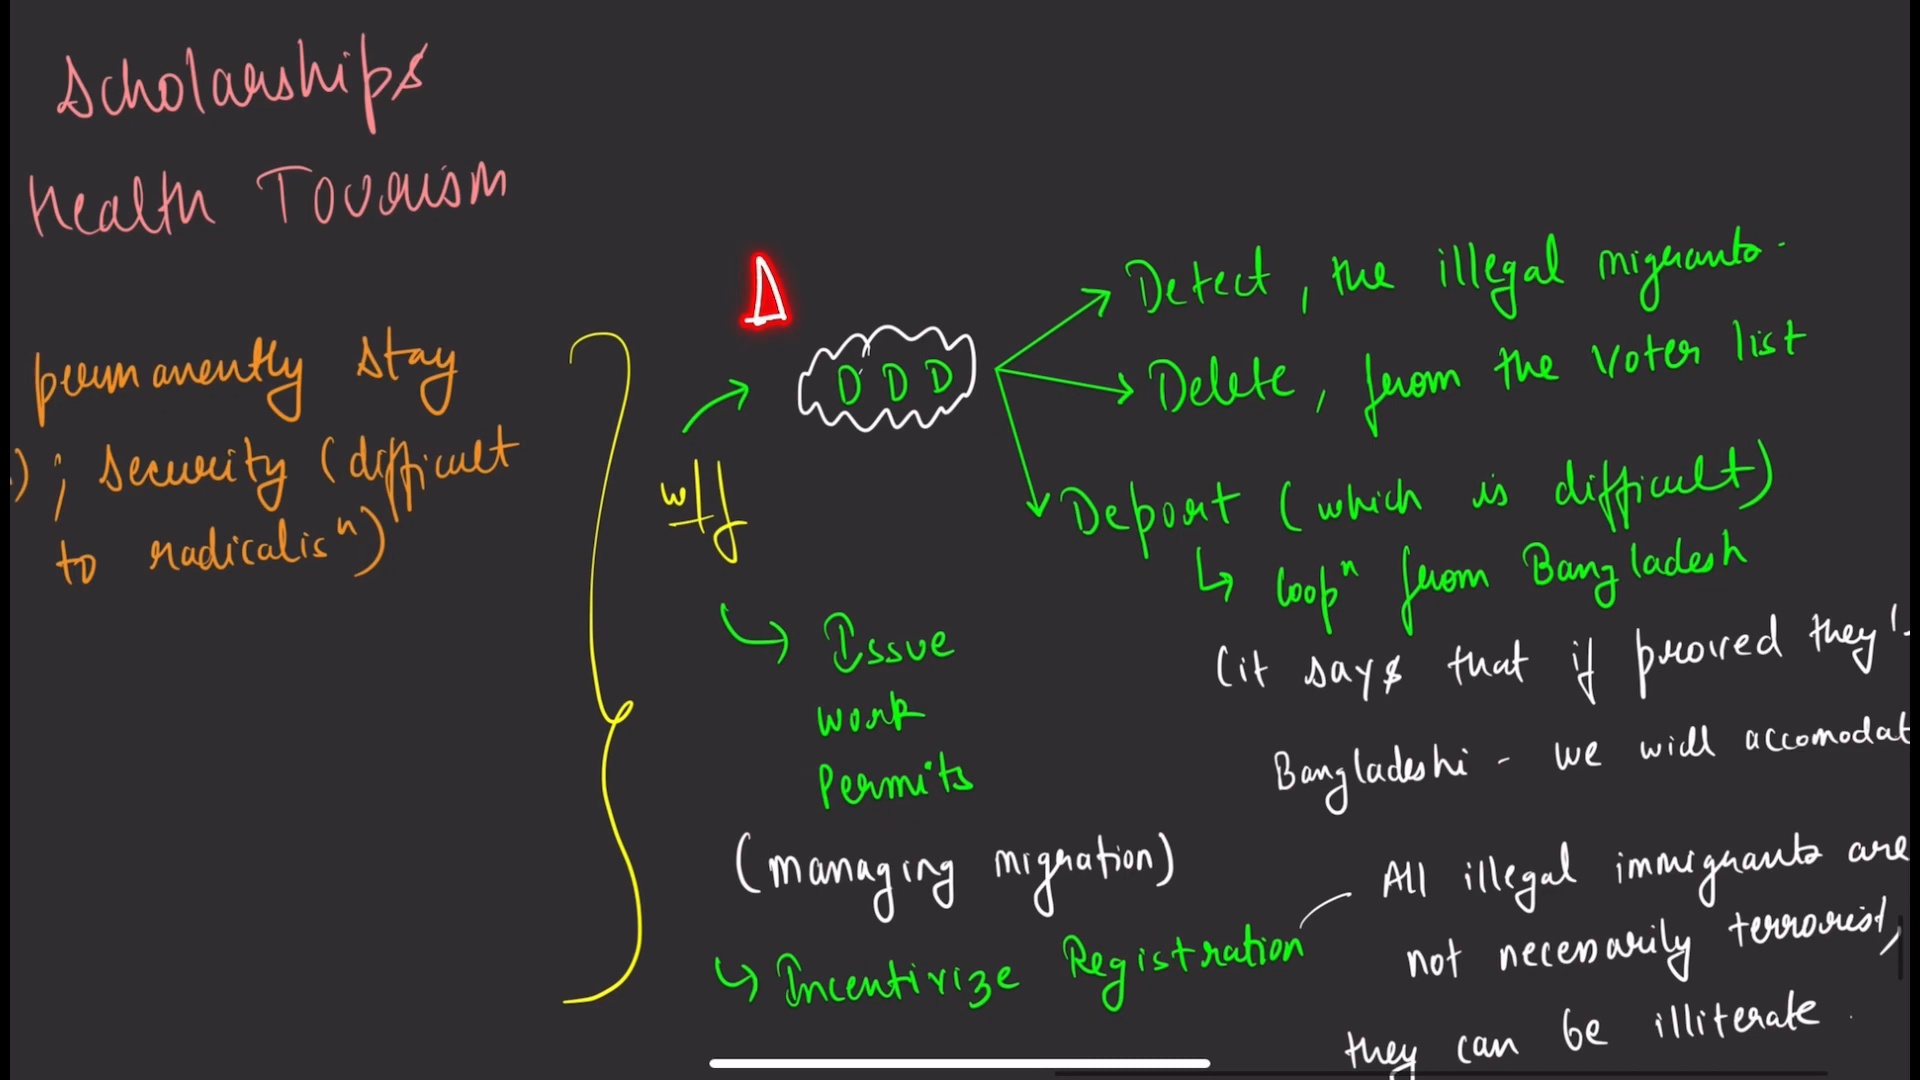 Scholarships
Health Tourism
permanently stay
.) ; security (difficult
to radicalisⁿ)
w/f
Δ
D D D
Detect, the illegal migrants.
Delete, from the voter list
Deport (which is difficult)
↳ coopⁿ from Bangladesh
(it says that if proved they'
Bangladeshi - we will accomodat
Issue
work
Permits
(managing migration)
↳ Incentivize Registration
All illegal immigrants are
not necessarily terrorist,
they can be illiterate.